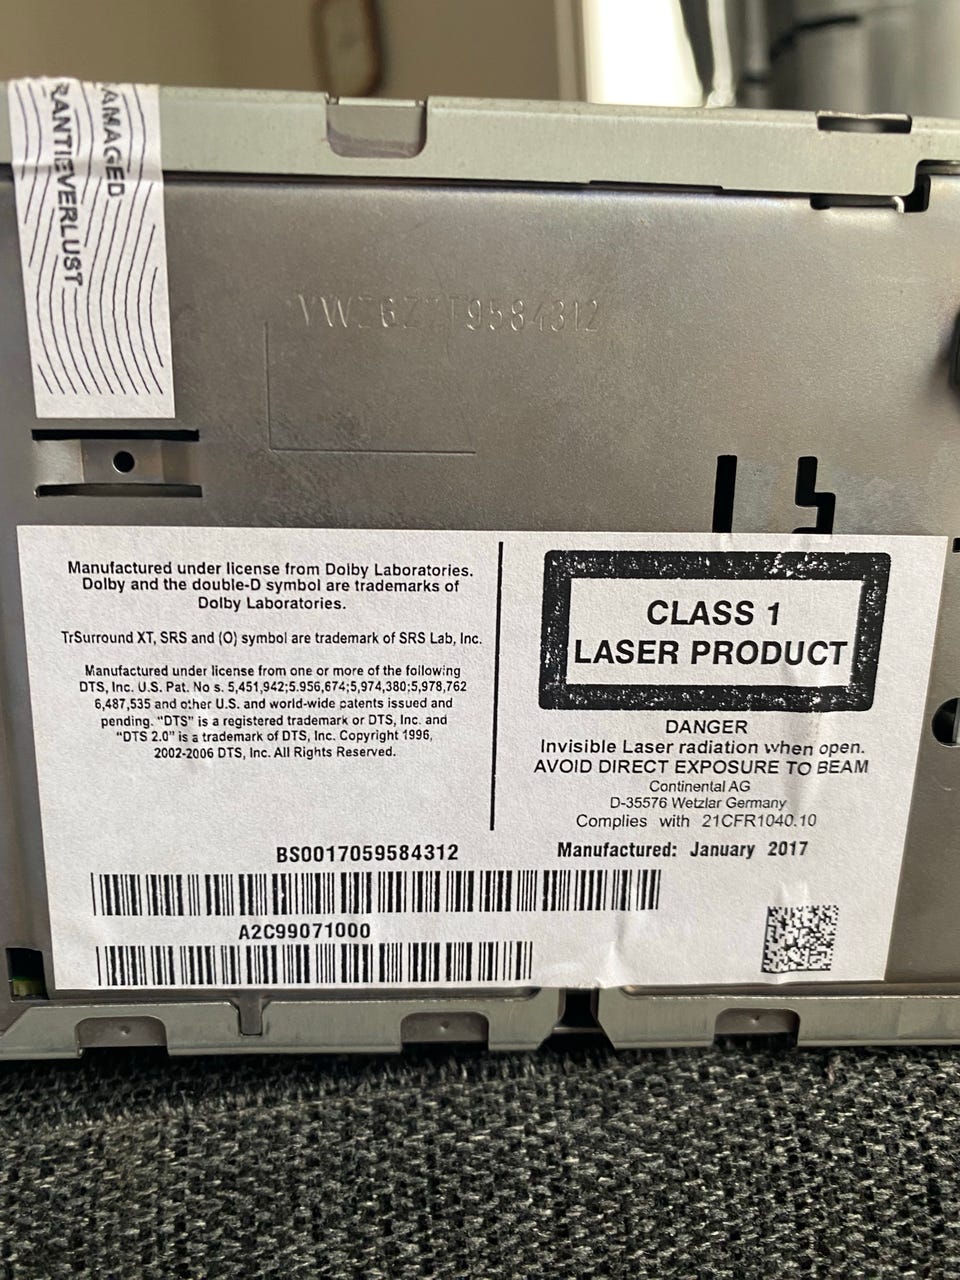 AMAGED
RANTIEVERLUST
Manufactured under license from Dolby Laboratories.
Dolby and the double-D symbol are trademarks of
Dolby Laboratories.
TrSurround XT, SRS and (O) symbol are trademark of SRS Lab, Inc.
Manufactured under license from one or more of the following
DTS, Inc. U.S. Pat. No s. 5,451,942;5.956,674;5,974,380;5,978,762
6,487,535 and other U.S. and world-wide patents issued and
pending. “DTS” is a registered trademark or DTS, Inc. and
“DTS 2.0” is a trademark of DTS, Inc. Copyright 1996,
2002-2006 DTS, Inc. All Rights Reserved.
CLASS 1
LASER PRODUCT
DANGER
Invisible Laser radiation when open.
AVOID DIRECT EXPOSURE TO BEAM
Continental AG
D-35576 Wetzlar Germany
Complies with 21CFR1040.10
Manufactured: January 2017
BS0017059584312
A2C99071000